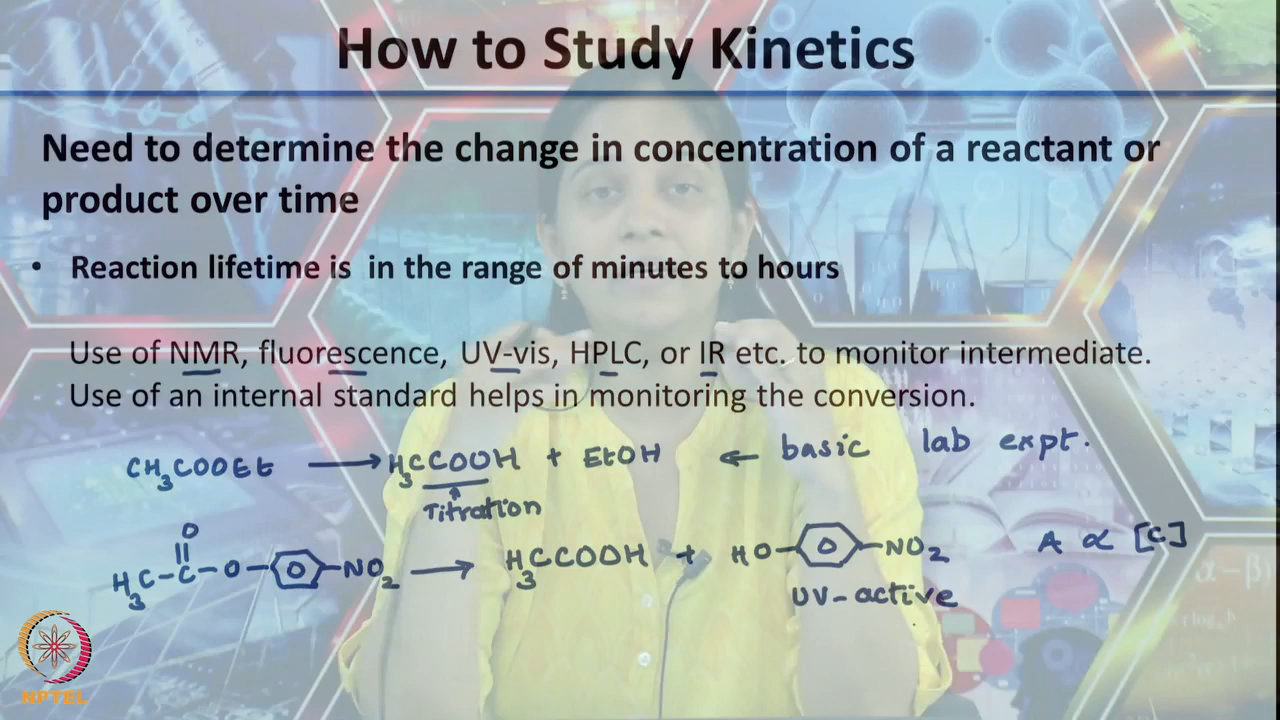 How to Study Kinetics
Need to determine the change in concentration of a reactant or
product over time
• Reaction lifetime is in the range of minutes to hours
Use of NMR, fluorescence, UV-vis, HPLC, or IR etc. to monitor intermediate.
Use of an internal standard helps in monitoring the conversion.
CH3COOEt → H3CCOOH + EtOH ← basic lab expt.
Titration
O
H3C-C-O- -NO2 → H3CCOOH + HO- -NO2 A ∝ [C]
UV-active
NPTEL